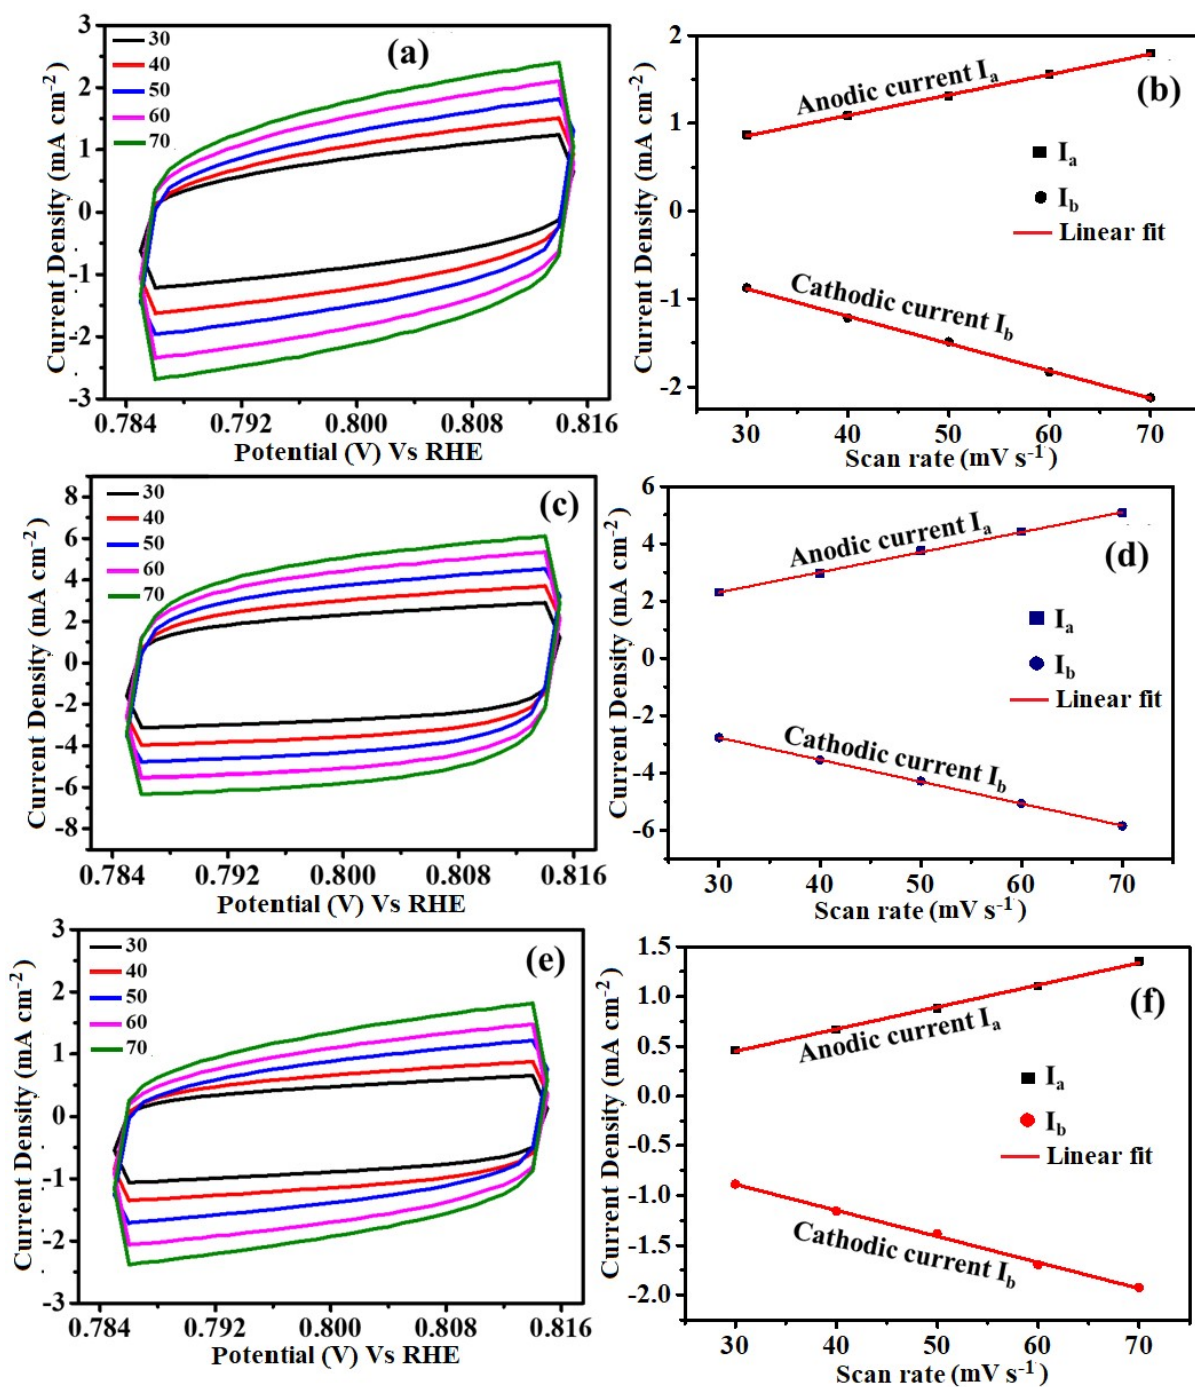 (a)
30
40
50
60
70
3
2
1
0
-1
-2
-3
Current Density (mA cm-2)
0.784 0.792 0.800 0.808 0.816
Potential (V) Vs RHE
(b)
Anodic current Ia
Ia
Ib
Linear fit
Cathodic current Ib
2
1
0
-1
-2
Current Density (mA cm-2)
30 40 50 60 70
Scan rate (mV s-1)
(c)
30
40
50
60
70
8
6
4
2
0
-2
-4
-6
-8
Current Density (mA cm-2)
0.784 0.792 0.800 0.808 0.816
Potential (V) Vs RHE
(d)
Anodic current Ia
Ia
Ib
Linear fit
Cathodic current Ib
6
4
2
0
-2
-4
-6
Current Density (mA cm-2)
30 40 50 60 70
Scan rate (mV s-1)
(e)
30
40
50
60
70
3
2
1
0
-1
-2
-3
Current Density (mA cm-2)
0.784 0.792 0.800 0.808 0.816
Potential (V) Vs RHE
(f)
Anodic current Ia
Ia
Ib
Linear fit
Cathodic current Ib
1.5
1.0
0.5
0.0
-0.5
-1.0
-1.5
-2.0
Current Density (mA cm-2)
30 40 50 60 70
Scan rate (mV s-1)